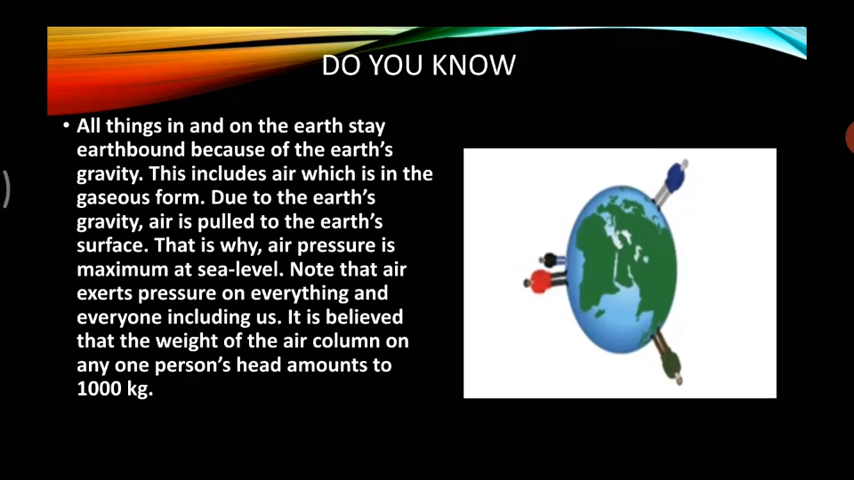 DO YOU KNOW
• All things in and on the earth stay
earthbound because of the earth's
gravity. This includes air which is in the
gaseous form. Due to the earth's
gravity, air is pulled to the earth's
surface. That is why, air pressure is
maximum at sea-level. Note that air
exerts pressure on everything and
everyone including us. It is believed
that the weight of the air column on
any one person's head amounts to
1000 kg.